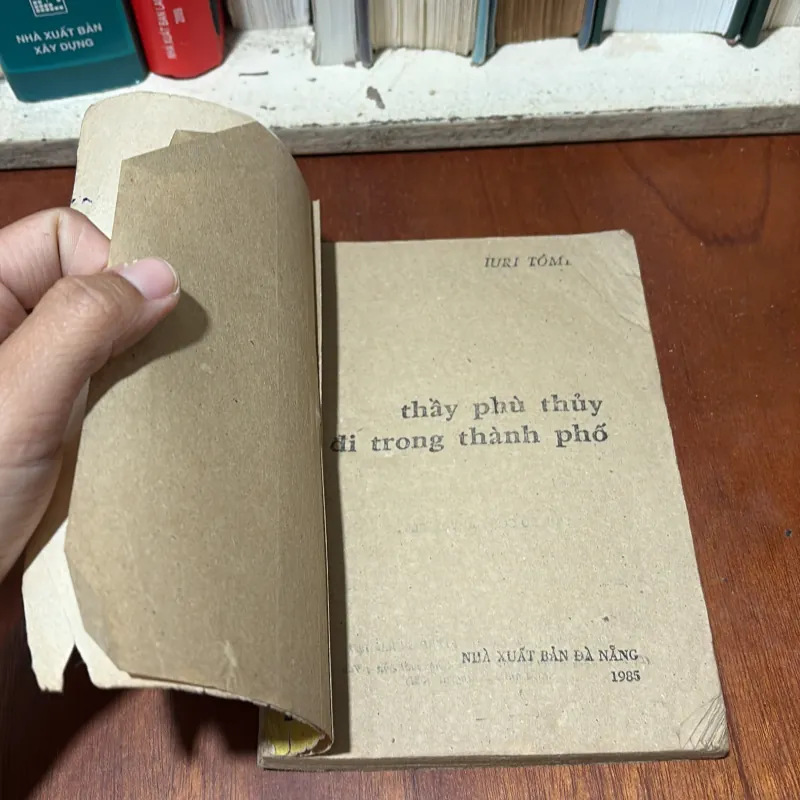 NHÀ XUẤT BẢN
XÂY DỰNG
IURI
thầy phù thủy
đi trong thành phố
NHÀ XUẤT BẢN ĐÀ NẴNG
1985